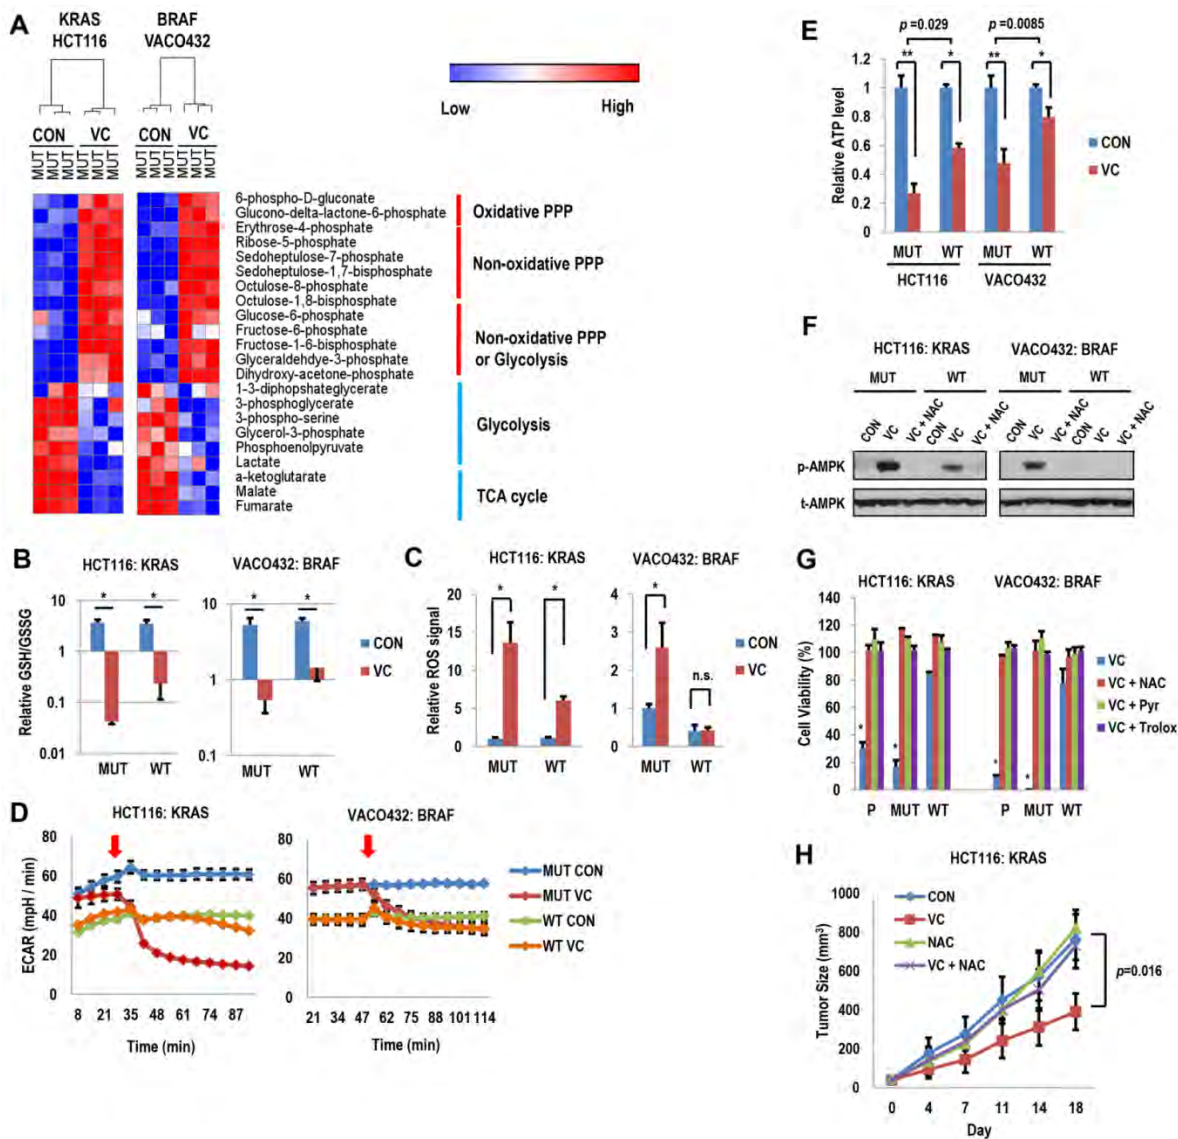 A
KRAS
HCT116
BRAF
VACO432
CON
VC
CON
VC
MUT
MUT
MUT
MUT
MUT
MUT
MUT
MUT
MUT
MUT
MUT
MUT
Low
High
6-phospho-D-gluconate
Glucono-delta-lactone-6-phosphate
Erythrose-4-phosphate
Ribose-5-phosphate
Sedoheptulose-7-phosphate
Sedoheptulose-1,7-bisphosphate
Octulose-8-phosphate
Octulose-1,8-bisphosphate
Glucose-6-phosphate
Fructose-6-phosphate
Fructose-1-6-bisphosphate
Glyceraldehdye-3-phosphate
Dihydroxy-acetone-phosphate
1-3-diphopshateglycerate
3-phosphoglycerate
3-phospho-serine
Glycerol-3-phosphate
Phosphoenolpyruvate
Lactate
a-ketoglutarate
Malate
Fumarate
Oxidative PPP
Non-oxidative PPP
Non-oxidative PPP
or Glycolysis
Glycolysis
TCA cycle
B
HCT116: KRAS
VACO432: BRAF
Relative GSH/GSSG
10
1
0.1
0.01
* *
MUT WT
10
1
0.1
* *
MUT WT
CON
VC
C
HCT116: KRAS
VACO432: BRAF
Relative ROS signal
20
15
10
5
0
* *
MUT WT
CON
VC
4
3
2
1
0
*
n.s.
MUT WT
D
HCT116: KRAS
VACO432: BRAF
ECAR (mpH / min)
80
60
40
20
0
8 21 35 48 61 74 87
Time (min)
80
60
40
20
0
21 34 47 62 75 88 101 114
Time (min)
MUT CON
MUT VC
WT CON
WT VC
E
p =0.029
p =0.0085
** * ** *
Relative ATP level
1.2
1
0.8
0.6
0.4
0.2
0
MUT WT MUT WT
HCT116 VACO432
CON
VC
F
HCT116: KRAS
VACO432: BRAF
MUT WT MUT WT
CON VC VC + NAC CON VC VC + NAC CON VC VC + NAC CON VC VC + NAC
p-AMPK
t-AMPK
G
HCT116: KRAS
VACO432: BRAF
Cell Viability (%)
140
120
100
80
60
40
20
0
* * * *
P MUT WT P MUT WT
VC
VC + NAC
VC + Pyr
VC + Trolox
H
HCT116: KRAS
Tumor Size (mm³)
1000
800
600
400
200
0
0 4 7 11 14 18
Day
CON
VC
NAC
VC + NAC
p=0.016